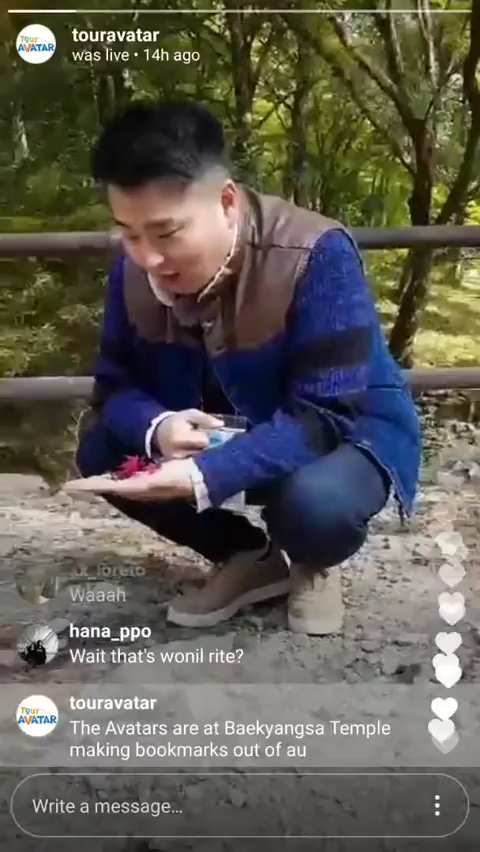 touravatar
was live • 14h ago
Tour
AVATAR
xx_loreto
Waaah
hana_ppo
Wait that's wonil rite?
touravatar
Tour
AVATAR
The Avatars are at Baekyangsa Temple
making bookmarks out of au
Write a message...